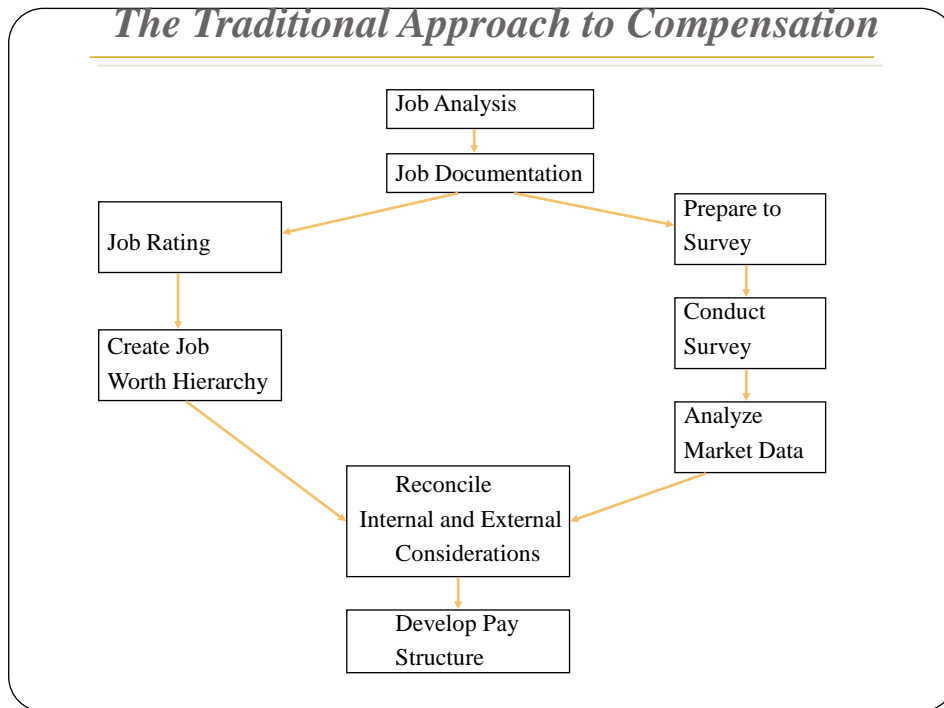 The Traditional Approach to Compensation
Job Analysis
Job Documentation
Job Rating
Prepare to
Survey
Create Job
Worth Hierarchy
Conduct
Survey
Analyze
Market Data
Reconcile
Internal and External
Considerations
Develop Pay
Structure